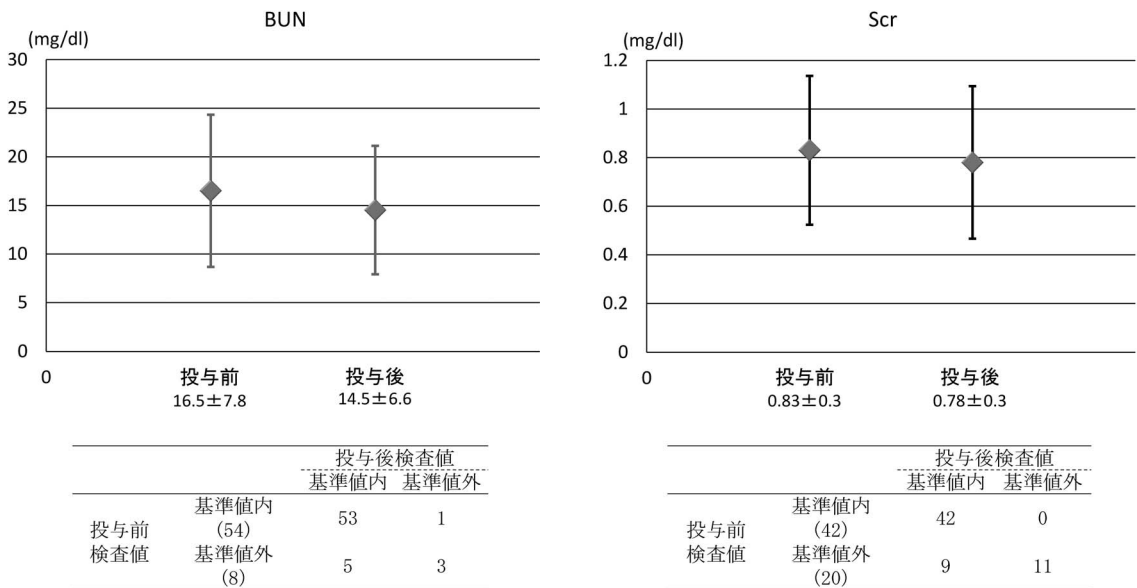 BUN
(mg/dl)
30
25
20
15
10
5
0
0
投与前
16.5±7.8
投与後
14.5±6.6
投与後検査値
基準値内 基準値外
投与前
検査値
基準値内
(54)
53 1
基準値外
(8)
5 3
Scr
(mg/dl)
1.2
1
0.8
0.6
0.4
0.2
0
0
投与前
0.83±0.3
投与後
0.78±0.3
投与後検査値
基準値内 基準値外
投与前
検査値
基準値内
(42)
42 0
基準値外
(20)
9 11